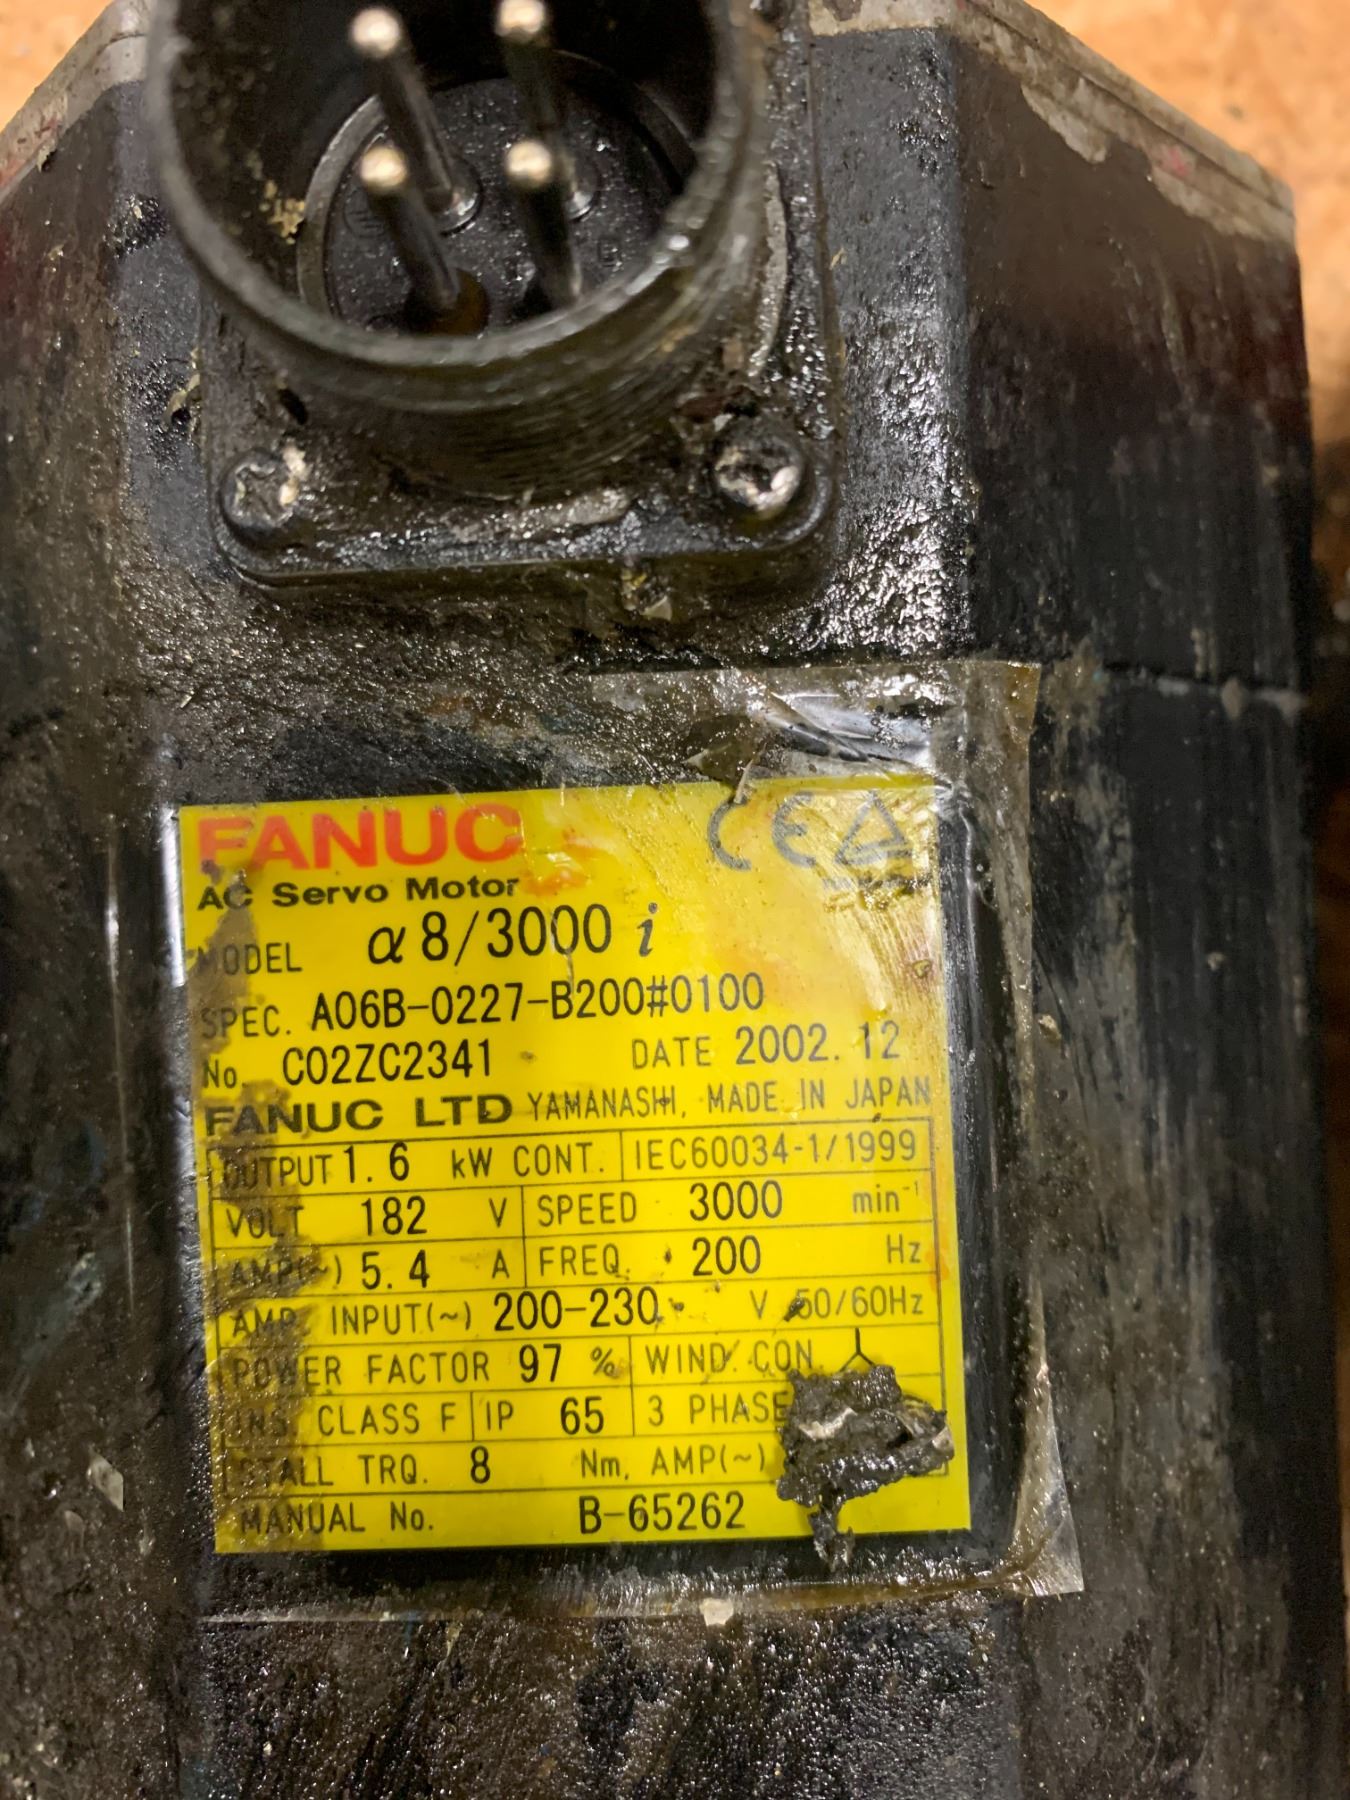 FANUC CE
AC Servo Motor
MODEL α8/3000 i
SPEC. A06B-0227-B200#0100
No. C02ZC2341 DATE 2002. 12
FANUC LTD YAMANASHI, MADE IN JAPAN
OUTPUT 1. 6 kW CONT. IEC60034-1/1999
VOLT 182 V SPEED 3000 min⁻¹
AMP(~) 5. 4 A FREQ. 200 Hz
AMP. INPUT(~) 200-230 V 50/60Hz
POWER FACTOR 97 % WIND. CON
INS. CLASS F IP 65 3 PHASE
STALL TRQ. 8 Nm, AMP(~)
MANUAL No. B-65262